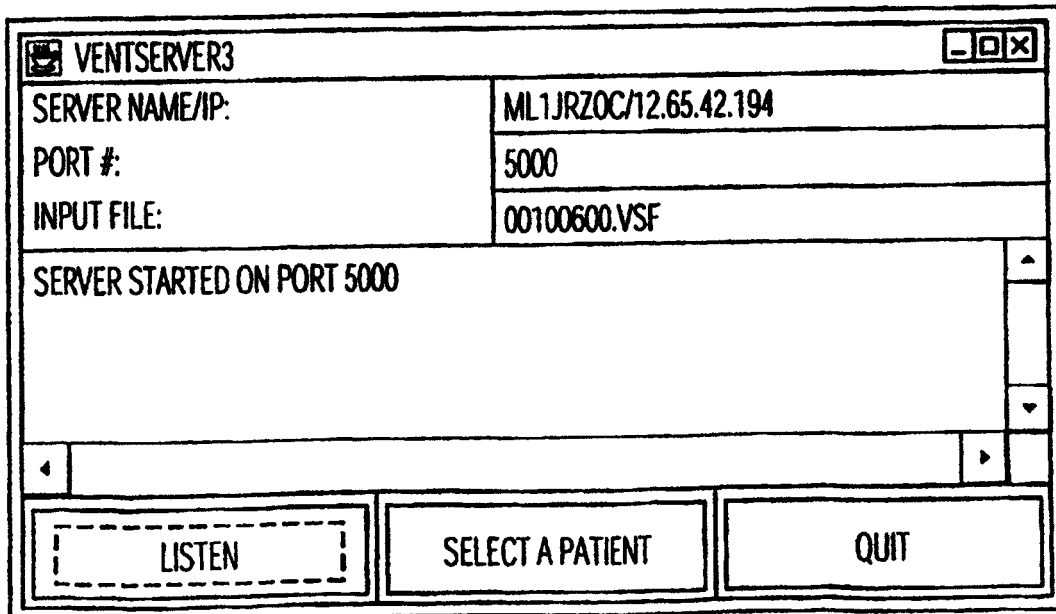 VENTSERVER3
SERVER NAME/IP: ML1JRZ0C/12.65.42.194
PORT #: 5000
INPUT FILE: 00100600.VSF
SERVER STARTED ON PORT 5000
LISTEN SELECT A PATIENT QUIT